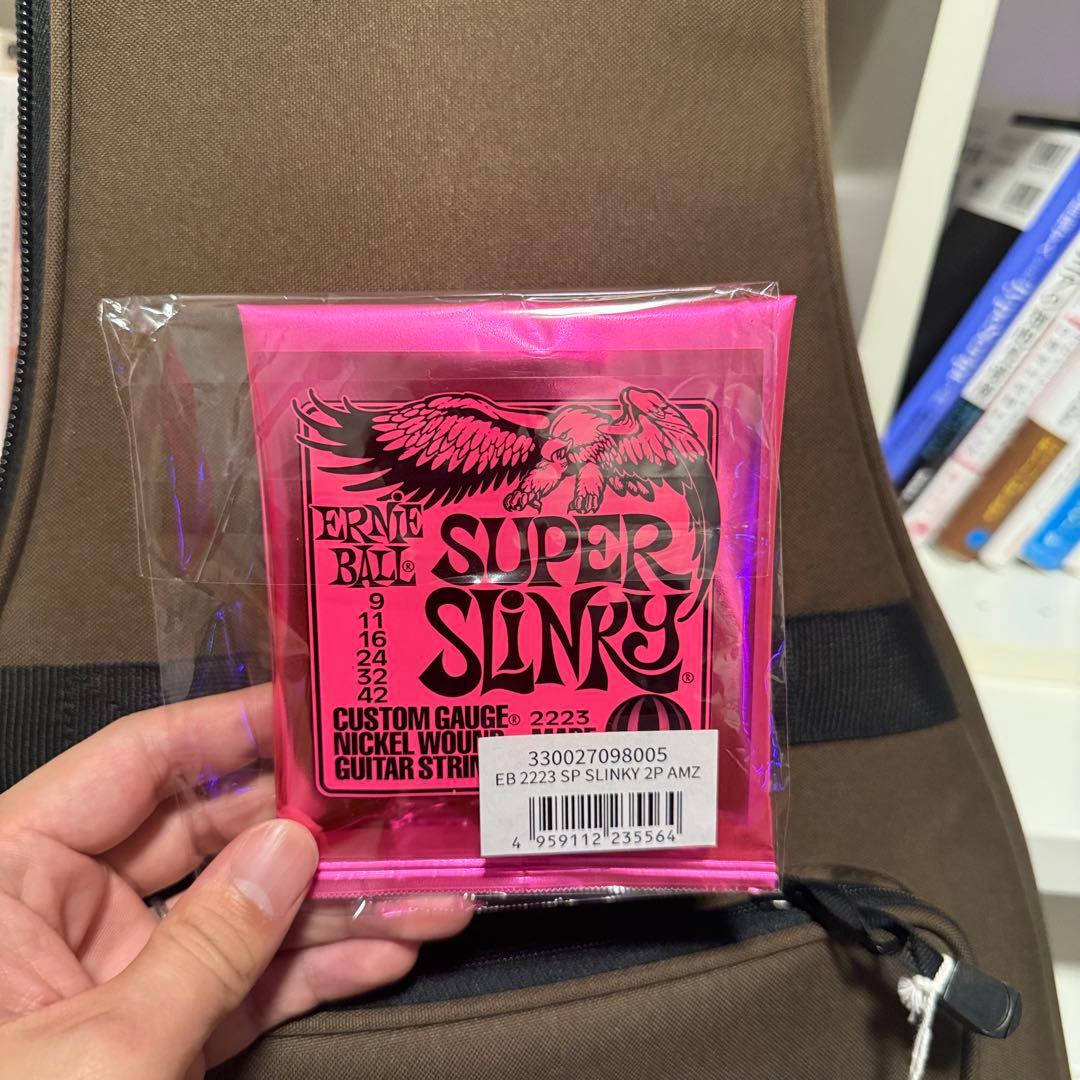 ERNIE
BALL®
SUPER
SLINKY®
9
11
16
24
32
42
CUSTOM GAUGE® 2223
NICKEL WOUND
GUITAR
330027098005
EB 2223 SP SLINKY 2P AMZ
4 959112 235564